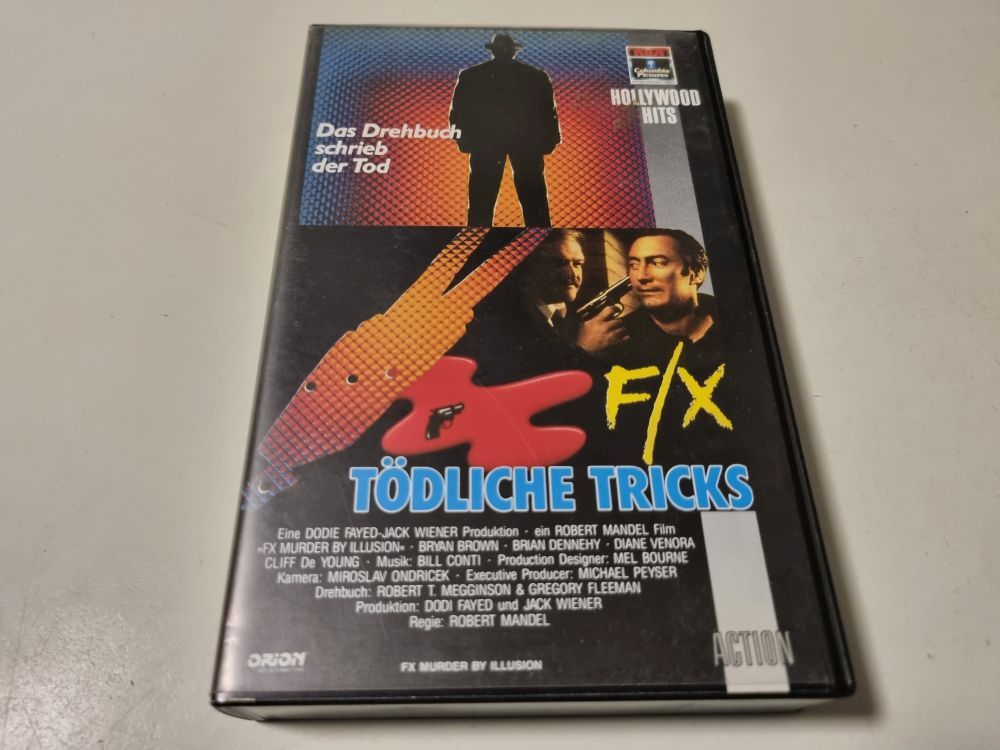 RCA
Columbia
Pictures
HOLLYWOOD
HITS
Das Drehbuch
schrieb
der Tod
F/X
TÖDLICHE TRICKS
Eine DODIE FAYED-JACK WIENER Produktion · ein ROBERT MANDEL Film
»FX MURDER BY ILLUSION« · BRYAN BROWN · BRIAN DENNEHY · DIANE VENORA
CLIFF De YOUNG · Musik: BILL CONTI · Production Designer: MEL BOURNE
Kamera: MIROSLAV ONDRICEK · Executive Producer: MICHAEL PEYSER
Drehbuch: ROBERT T. MEGGINSON & GREGORY FLEEMAN
Produktion: DODI FAYED und JACK WIENER
Regie: ROBERT MANDEL
ACTION
ORION
FX MURDER BY ILLUSION